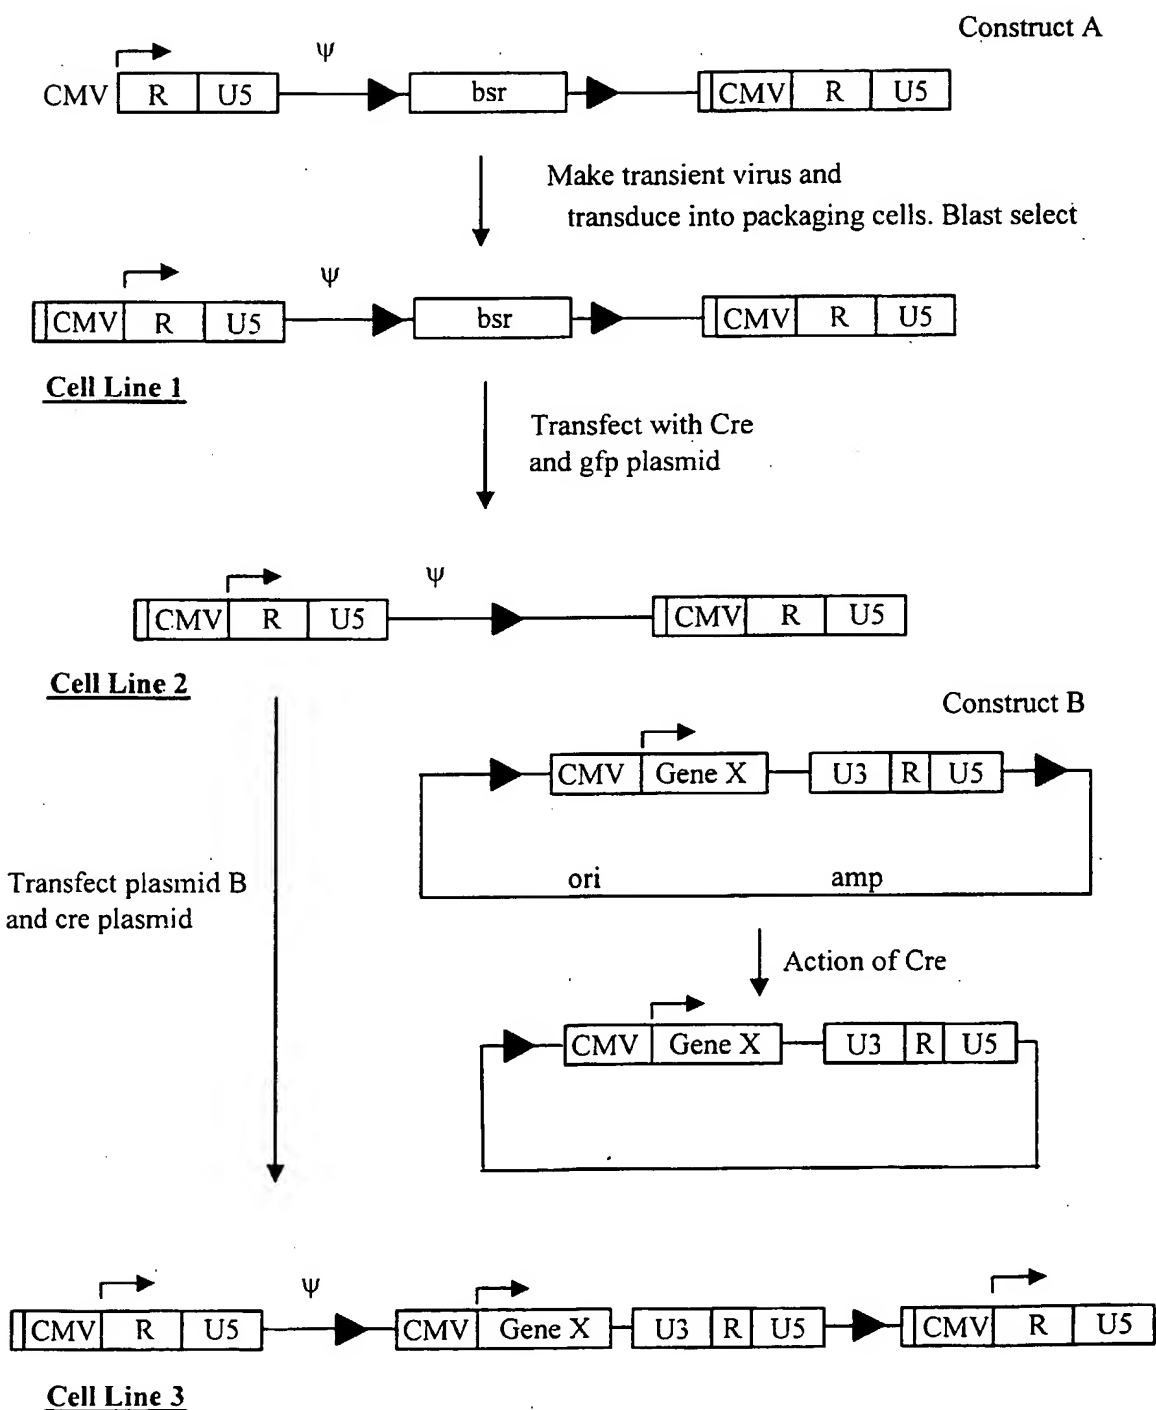 Construct A
ψ
CMV R U5 bsr CMV R U5
Make transient virus and
transduce into packaging cells. Blast select
ψ
CMV R U5 bsr CMV R U5
Cell Line 1
Transfect with Cre
and gfp plasmid
ψ
CMV R U5 CMV R U5
Cell Line 2
Construct B
CMV Gene X U3 R U5
ori amp
Transfect plasmid B
and cre plasmid
Action of Cre
CMV Gene X U3 R U5
ψ
CMV R U5 CMV Gene X U3 R U5 CMV R U5
Cell Line 3